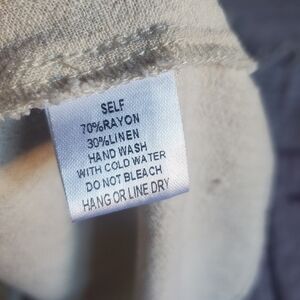 SELF
70%RAYON
30%LINEN
HAND WASH
WITH COLD WATER
DO NOT BLEACH
HANG OR LINE DRY